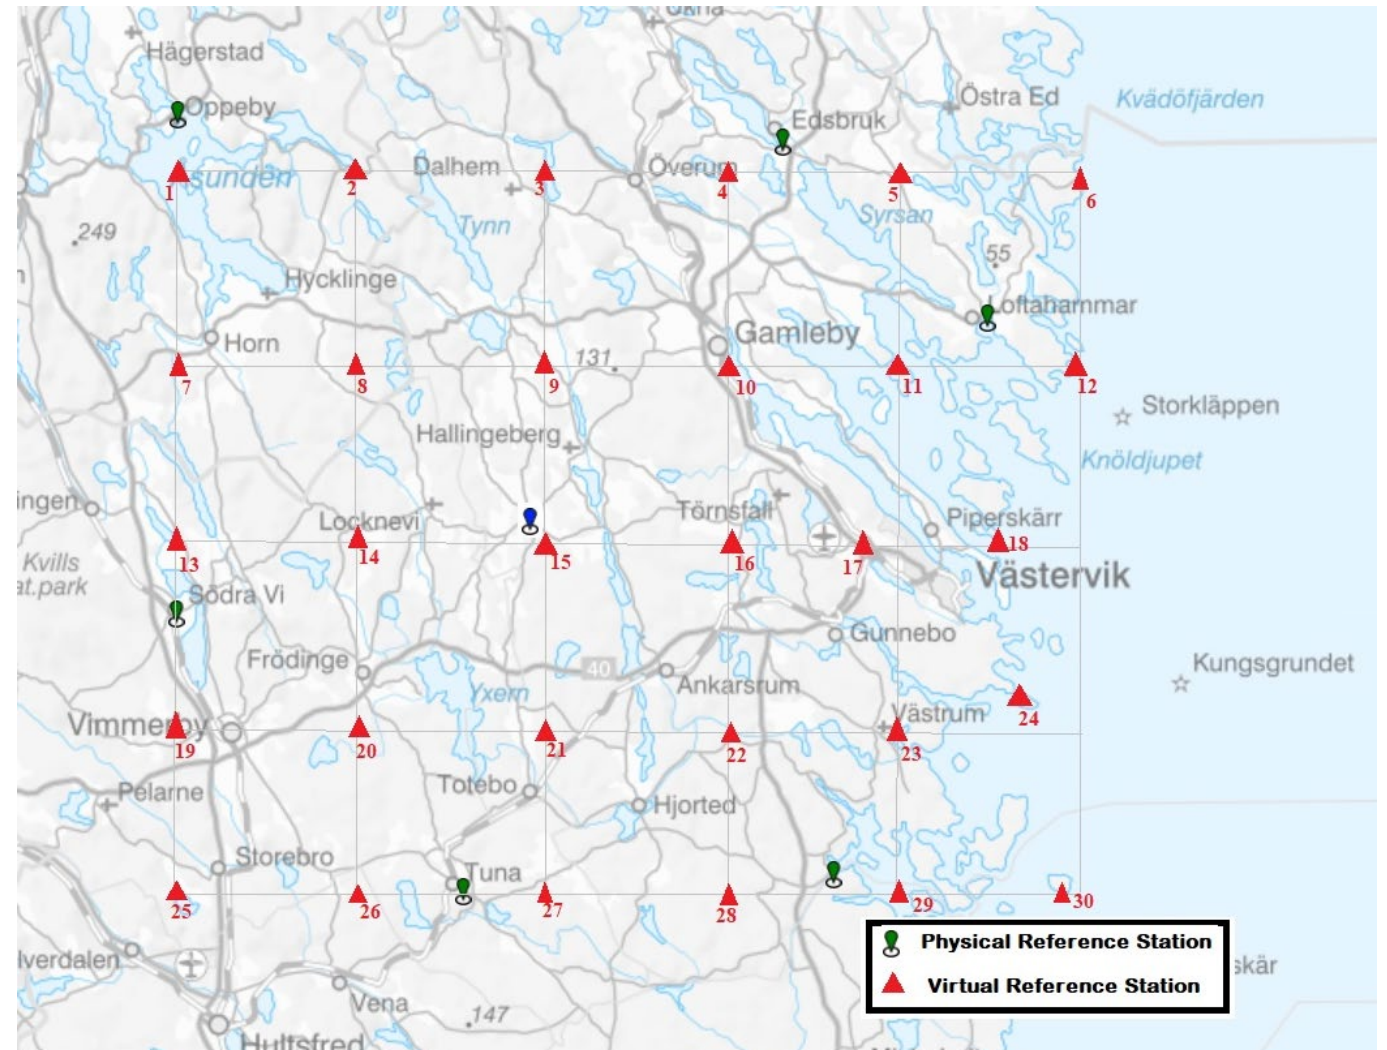 Hägerstad
Oppeby
Edsbruk
Östra Ed
Kvädöfjärden
Dalhem
Överum
sunden
1
2
3
4
5
6
249
Tynn
Syrsan
55
Hycklinge
Loftahammar
Horn
131
Gamleby
7
8
9
10
11
12
Storkläppen
Hallingeberg
Knöldjupet
ingen
Locknevi
Törnsfall
Piperskärr
13
14
15
16
17
18
Kvills
at.park
Västervik
Södra Vi
Gunnebo
Frödinge
40
Ankarsrum
Kungsgrundet
Yxern
Vimmerby
Västrum
19
20
21
22
23
24
Pelarne
Totebo
Hjorted
Storebro
Tuna
25
26
27
28
29
30
lverdalen
Vena
147
Hultsfred
Physical Reference Station
Virtual Reference Station
skär